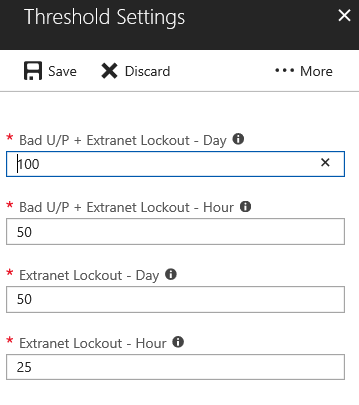 Threshold Settings
Save Discard ··· More
* Bad U/P + Extranet Lockout - Day
100
* Bad U/P + Extranet Lockout - Hour
50
* Extranet Lockout - Day
50
* Extranet Lockout - Hour
25